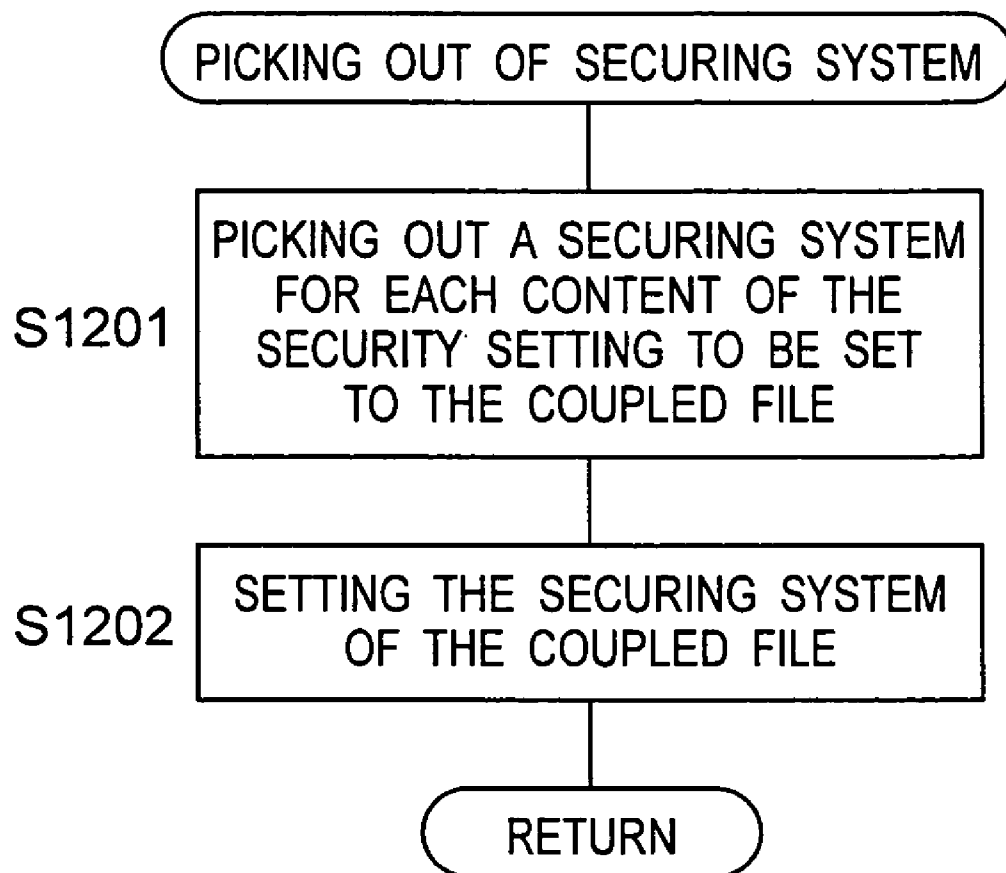 PICKING OUT OF SECURING SYSTEM
S1201
PICKING OUT A SECURING SYSTEM
FOR EACH CONTENT OF THE
SECURITY SETTING TO BE SET
TO THE COUPLED FILE
S1202
SETTING THE SECURING SYSTEM
OF THE COUPLED FILE
RETURN